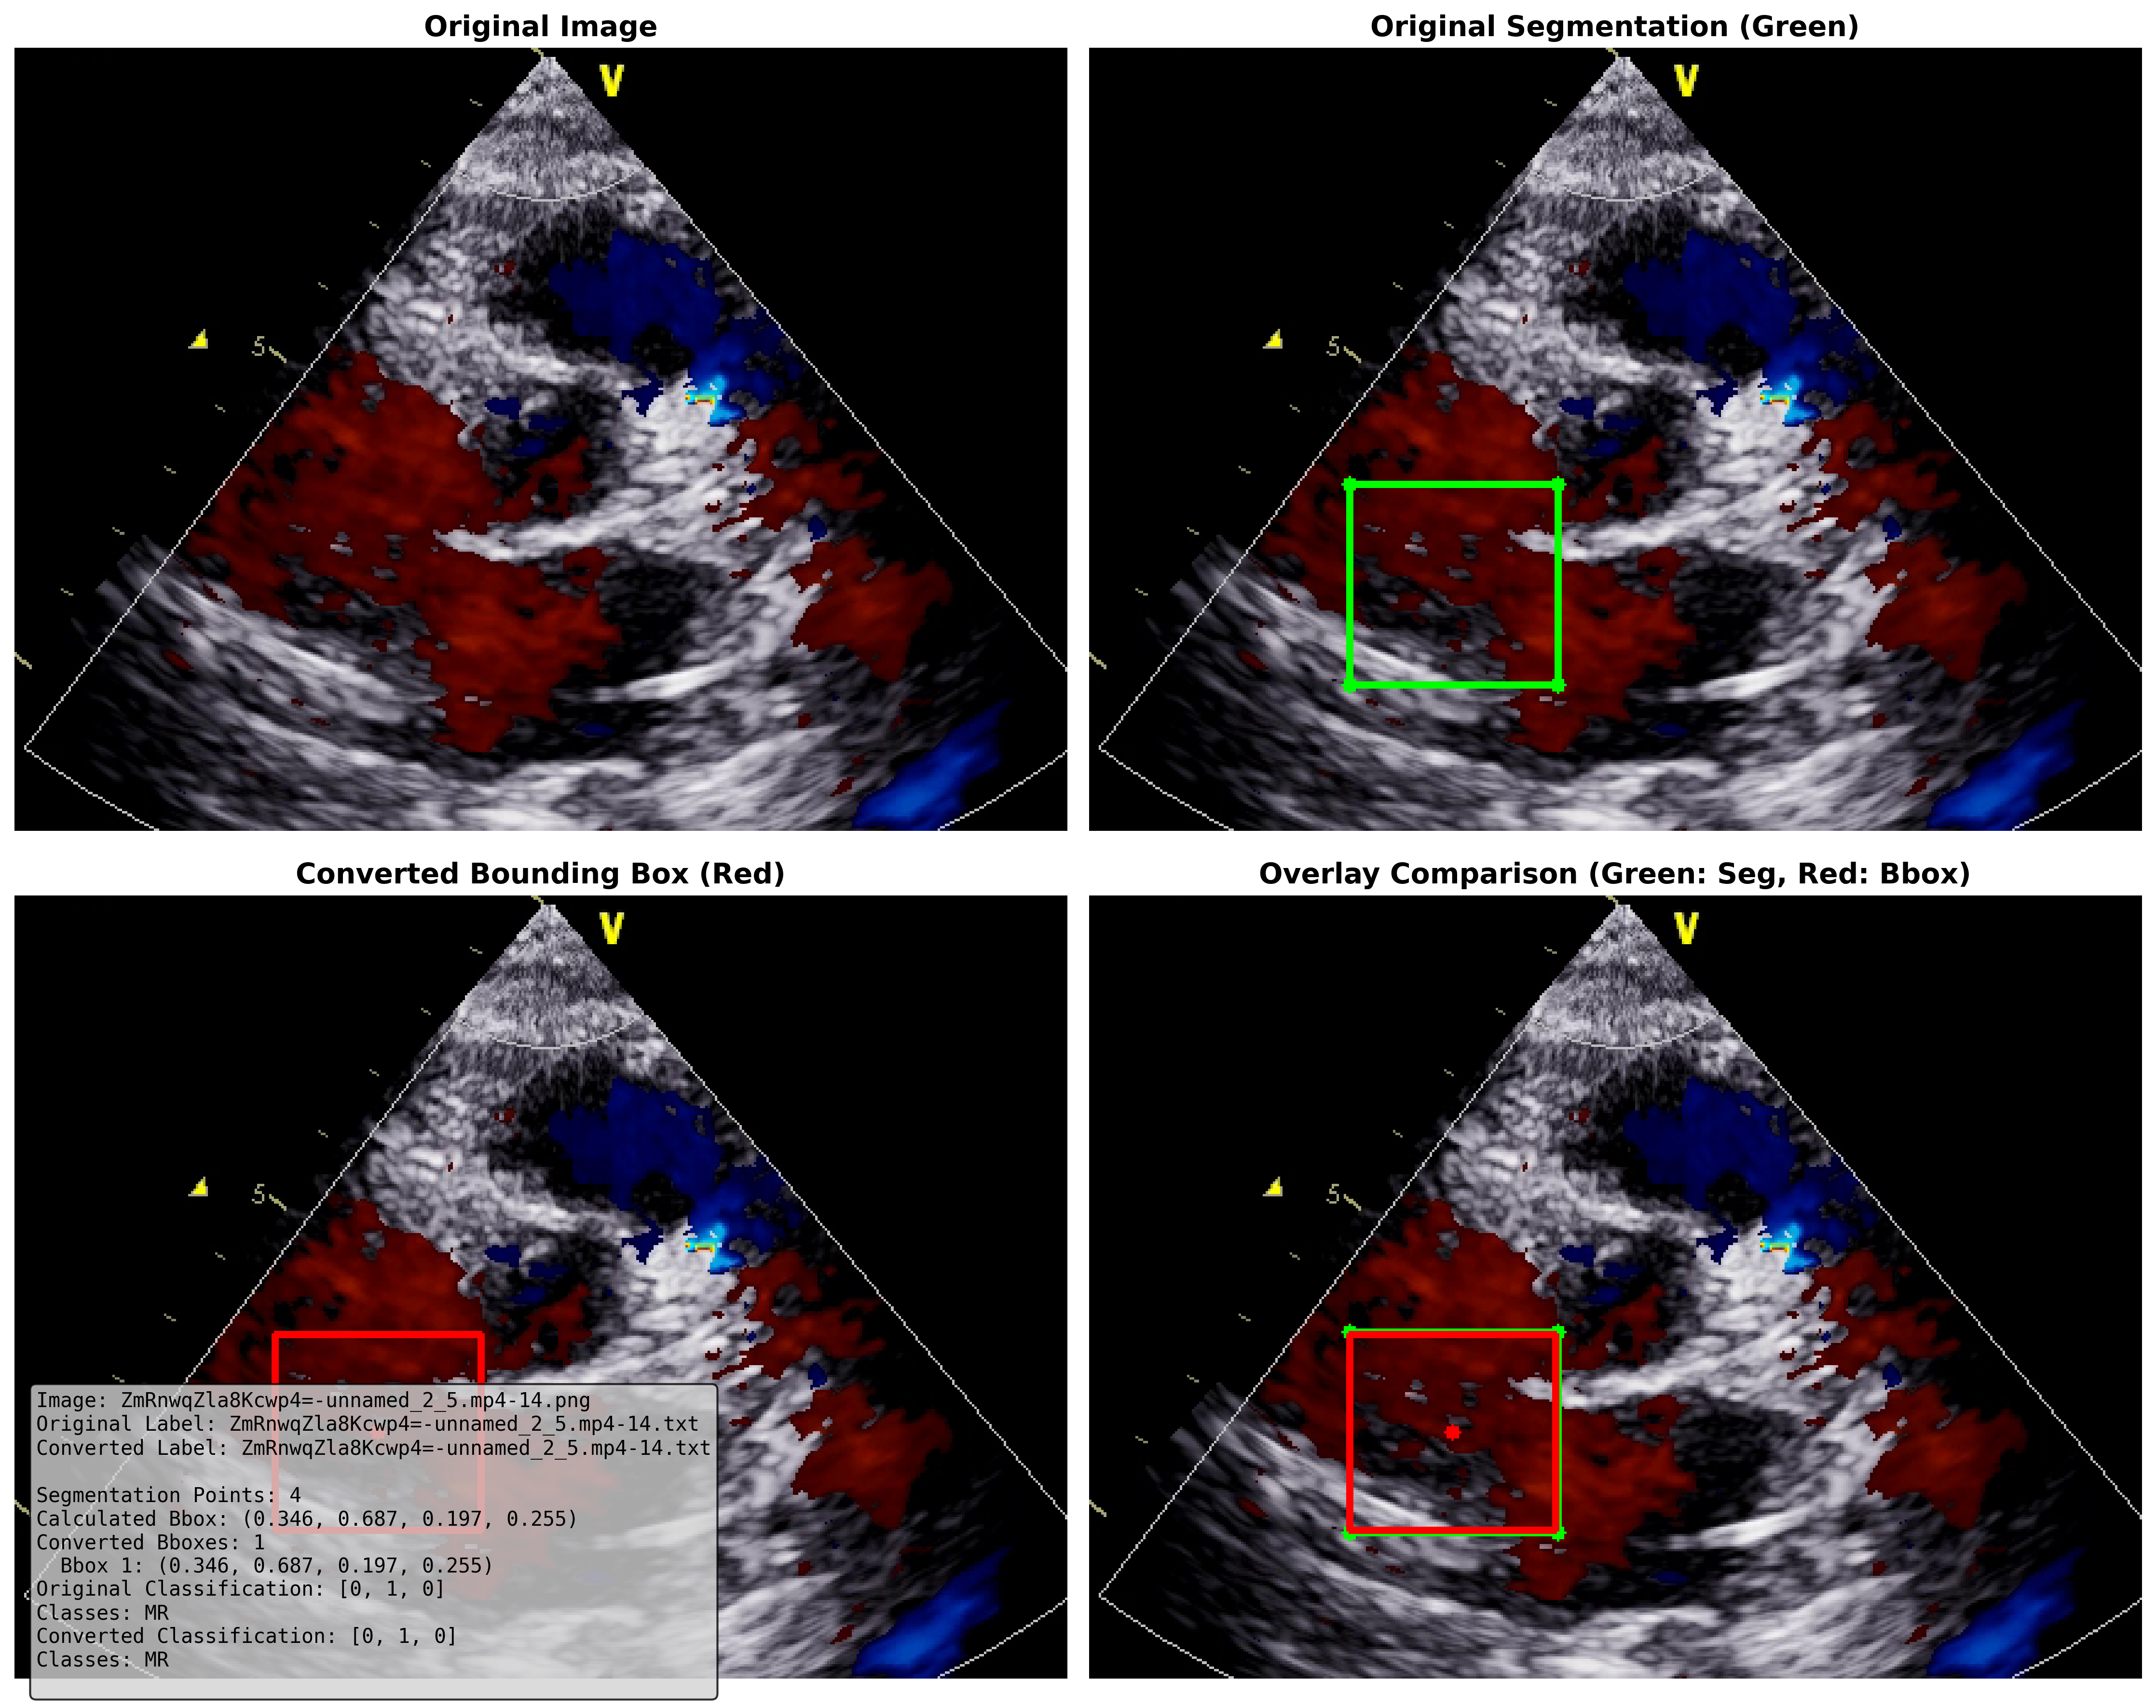 Original Image
Original Segmentation (Green)
V
5
V
5
Converted Bounding Box (Red)
Overlay Comparison (Green: Seg, Red: Bbox)
V
5
V
5
Image: ZmRnwqZla8Kcwp4=-unnamed_2_5.mp4-14.png
Original Label: ZmRnwqZla8Kcwp4=-unnamed_2_5.mp4-14.txt
Converted Label: ZmRnwqZla8Kcwp4=-unnamed_2_5.mp4-14.txt
Segmentation Points: 4
Calculated Bbox: (0.346, 0.687, 0.197, 0.255)
Converted Bboxes: 1
Bbox 1: (0.346, 0.687, 0.197, 0.255)
Original Classification: [0, 1, 0]
Classes: MR
Converted Classification: [0, 1, 0]
Classes: MR